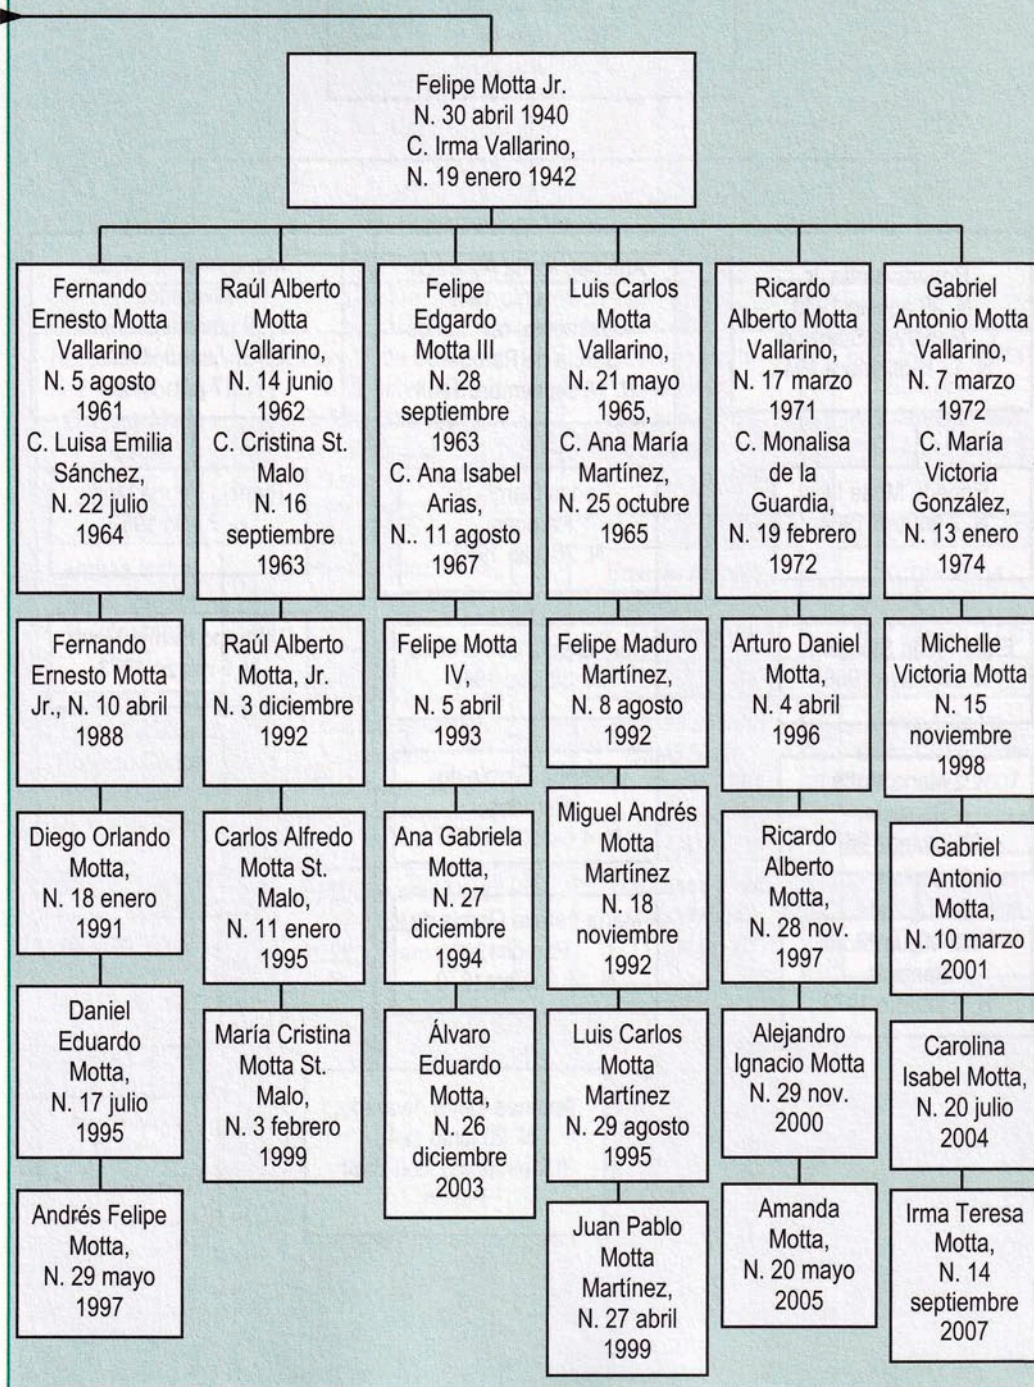 Felipe Motta Jr.
N. 30 abril 1940
C. Irma Vallarino,
N. 19 enero 1942
Fernando
Ernesto Motta
Vallarino
N. 5 agosto
1961
C. Luisa Emilia
Sánchez,
N. 22 julio
1964
Fernando
Ernesto Motta
Jr., N. 10 abril
1988
Diego Orlando
Motta,
N. 18 enero
1991
Daniel
Eduardo
Motta,
N. 17 julio
1995
Andrés Felipe
Motta,
N. 29 mayo
1997
Raúl Alberto
Motta
Vallarino,
N. 14 junio
1962
C. Cristina St.
Malo
N. 16
septiembre
1963
Raúl Alberto
Motta, Jr.
N. 3 diciembre
1992
Carlos Alfredo
Motta St.
Malo,
N. 11 enero
1995
María Cristina
Motta St.
Malo,
N. 3 febrero
1999
Felipe
Edgardo
Motta III
N. 28
septiembre
1963
C. Ana Isabel
Arias,
N.. 11 agosto
1967
Felipe Motta
IV,
N. 5 abril
1993
Ana Gabriela
Motta,
N. 27
diciembre
1994
Álvaro
Eduardo
Motta,
N. 26
diciembre
2003
Luis Carlos
Motta
Vallarino,
N. 21 mayo
1965,
C. Ana María
Martínez,
N. 25 octubre
1965
Felipe Maduro
Martínez,
N. 8 agosto
1992
Miguel Andrés
Motta
Martínez
N. 18
noviembre
1992
Luis Carlos
Motta
Martínez
N. 29 agosto
1995
Juan Pablo
Motta
Martínez,
N. 27 abril
1999
Ricardo
Alberto Motta
Vallarino,
N. 17 marzo
1971
C. Monalisa
de la
Guardia,
N. 19 febrero
1972
Arturo Daniel
Motta,
N. 4 abril
1996
Ricardo
Alberto
Motta,
N. 28 nov.
1997
Alejandro
Ignacio Motta
N. 29 nov.
2000
Amanda
Motta,
N. 20 mayo
2005
Gabriel
Antonio Motta
Vallarino,
N. 7 marzo
1972
C. María
Victoria
González,
N. 13 enero
1974
Michelle
Victoria Motta
N. 15
noviembre
1998
Gabriel
Antonio
Motta,
N. 10 marzo
2001
Carolina
Isabel Motta,
N. 20 julio
2004
Irma Teresa
Motta,
N. 14
septiembre
2007